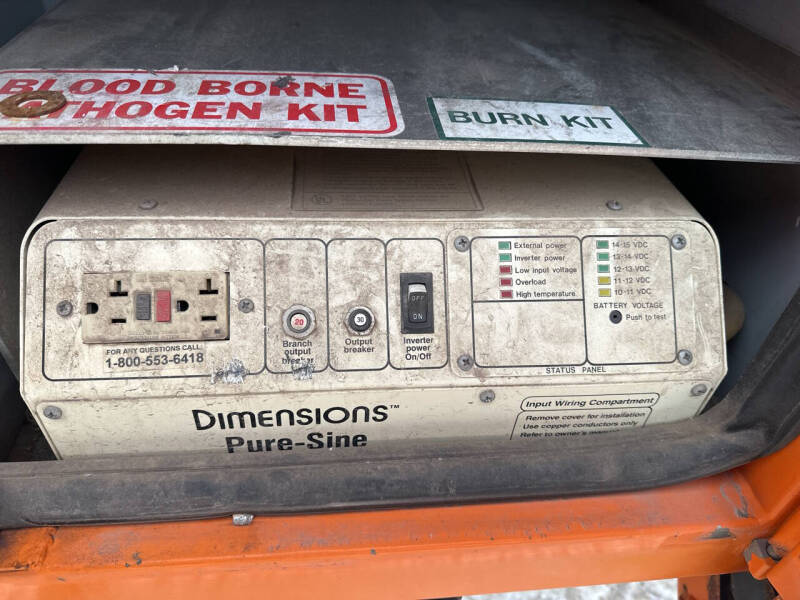 BLOOD BORNE
PATHOGEN KIT
BURN KIT
FOR ANY QUESTIONS CALL
1-800-553-6418
20
Branch
output
breaker
30
Output
breaker
OFF
ON
Inverter
power
On/Off
External power
Inverter power
Low input voltage
Overload
High temperature
14-15 VDC
13-14 VDC
12-13 VDC
11-12 VDC
10-11 VDC
BATTERY VOLTAGE
Push to test
STATUS PANEL
DIMENSIONS™
Pure-Sine
Input Wiring Compartment
Remove cover for installation
Use copper conductors only
Refer to owner's